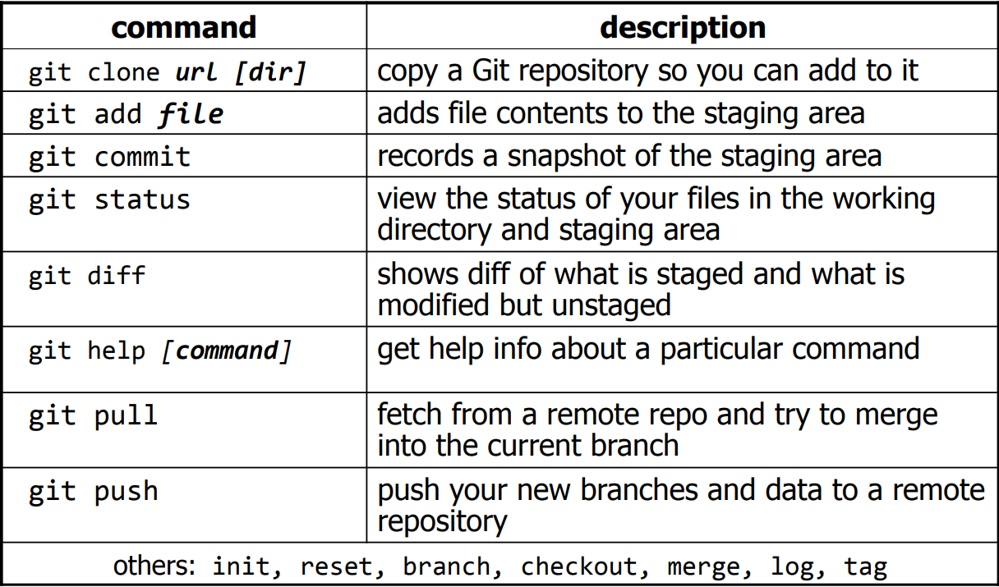 command description
git clone url [dir] copy a Git repository so you can add to it
git add file adds file contents to the staging area
git commit records a snapshot of the staging area
git status view the status of your files in the working
directory and staging area
git diff shows diff of what is staged and what is
modified but unstaged
git help [command] get help info about a particular command
git pull fetch from a remote repo and try to merge
into the current branch
git push push your new branches and data to a remote
repository
others: init, reset, branch, checkout, merge, log, tag